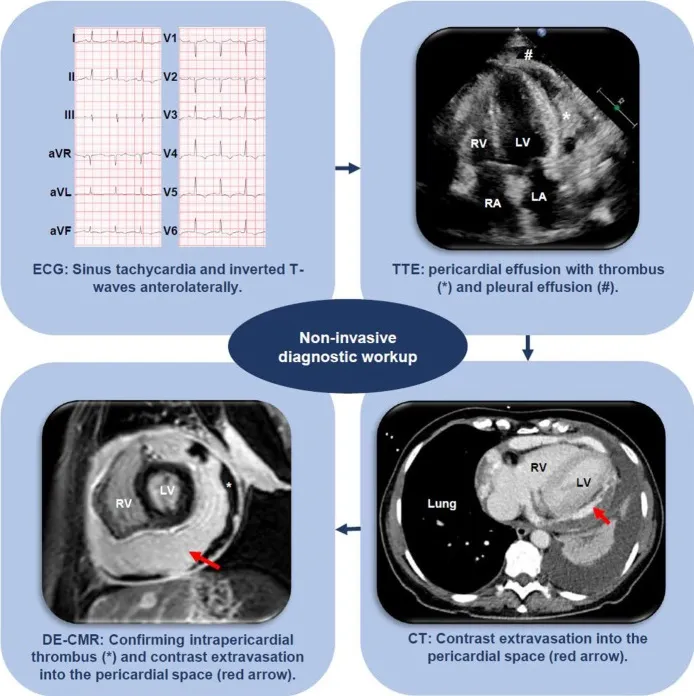 I
II
III
aVR
aVL
aVF
V1
V2
V3
V4
V5
V6
ECG: Sinus tachycardia and inverted T-
waves anterolaterally.
#
*
V2
RV
LV
RA
LA
TTE: pericardial effusion with thrombus
(*) and pleural effusion (#).
Non-invasive
diagnostic workup
RV
LV
*
DE-CMR: Confirming intrapericardial
thrombus (*) and contrast extravasation
into the pericardial space (red arrow).
RV
LV
Lung
CT: Contrast extravasation into the
pericardial space (red arrow).